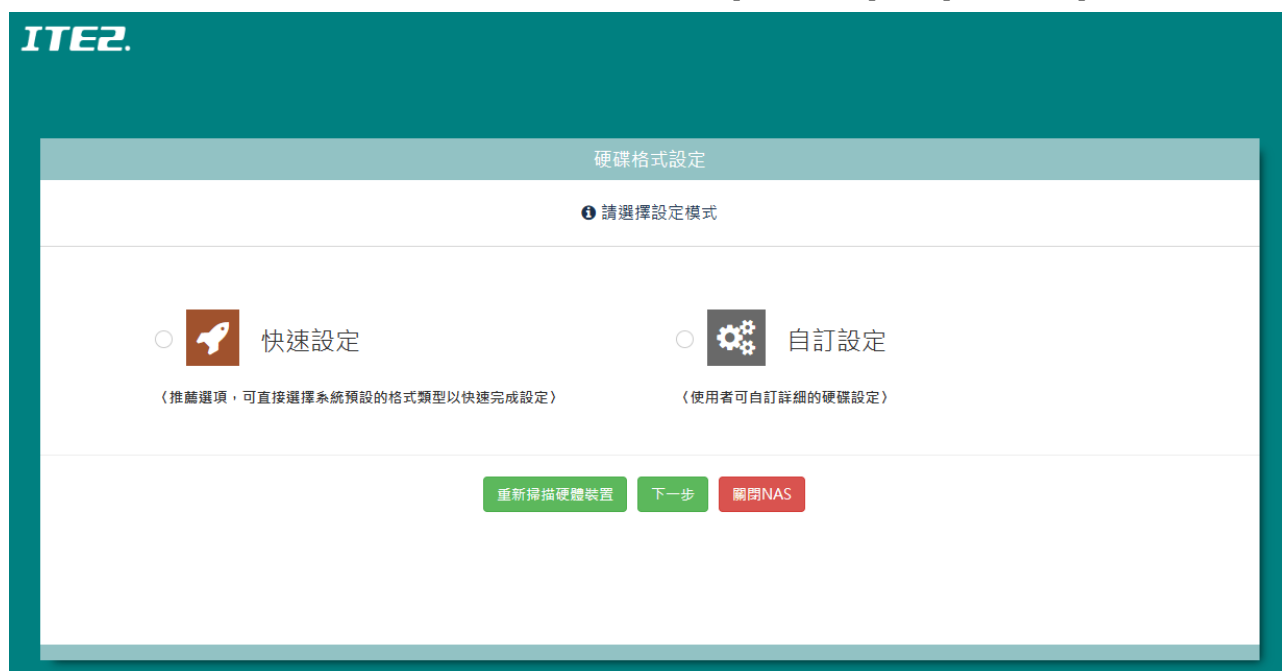 ITE2.
硬碟格式設定
請選擇設定模式
快速設定
自訂設定
〈推薦選項，可直接選擇系統預設的格式類型以快速完成設定〉
〈使用者可自訂詳細的硬碟設定〉
重新掃描硬體裝置
下一步
關閉NAS